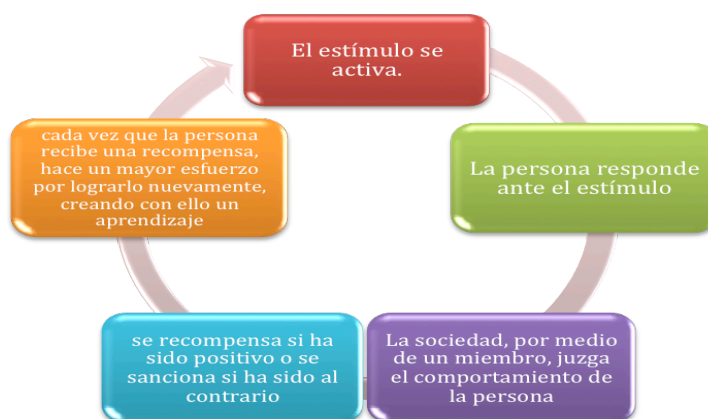 El estímulo se
activa.
La persona responde
ante el estímulo
La sociedad, por medio
de un miembro, juzga
el comportamiento de
la persona
se recompensa si ha
sido positivo o se
sanciona si ha sido al
contrario
cada vez que la persona
recibe una recompensa,
hace un mayor esfuerzo
por lograrlo nuevamente,
creando con ello un
aprendizaje